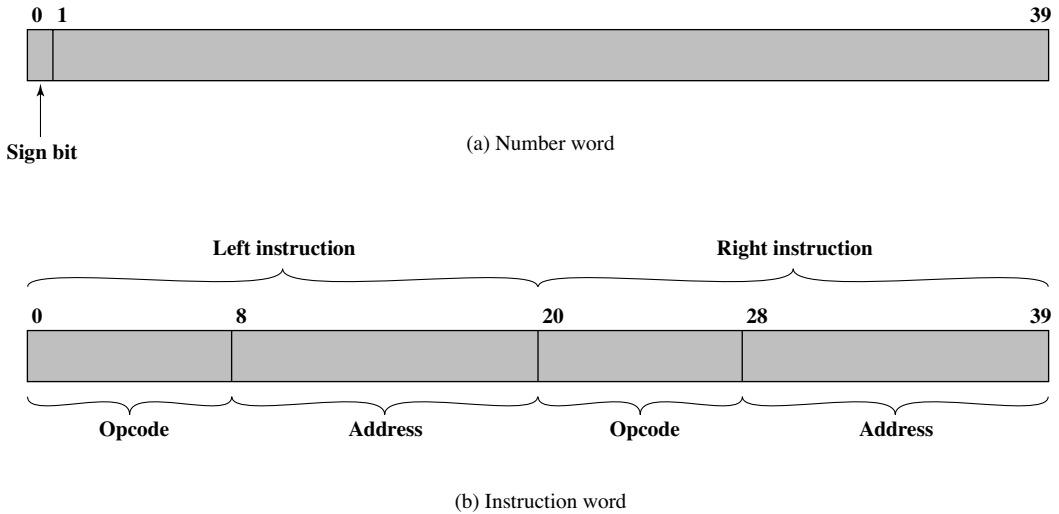 0 1 39
Sign bit
(a) Number word
Left instruction Right instruction
0 8 20 28 39
Opcode Address Opcode Address
(b) Instruction word